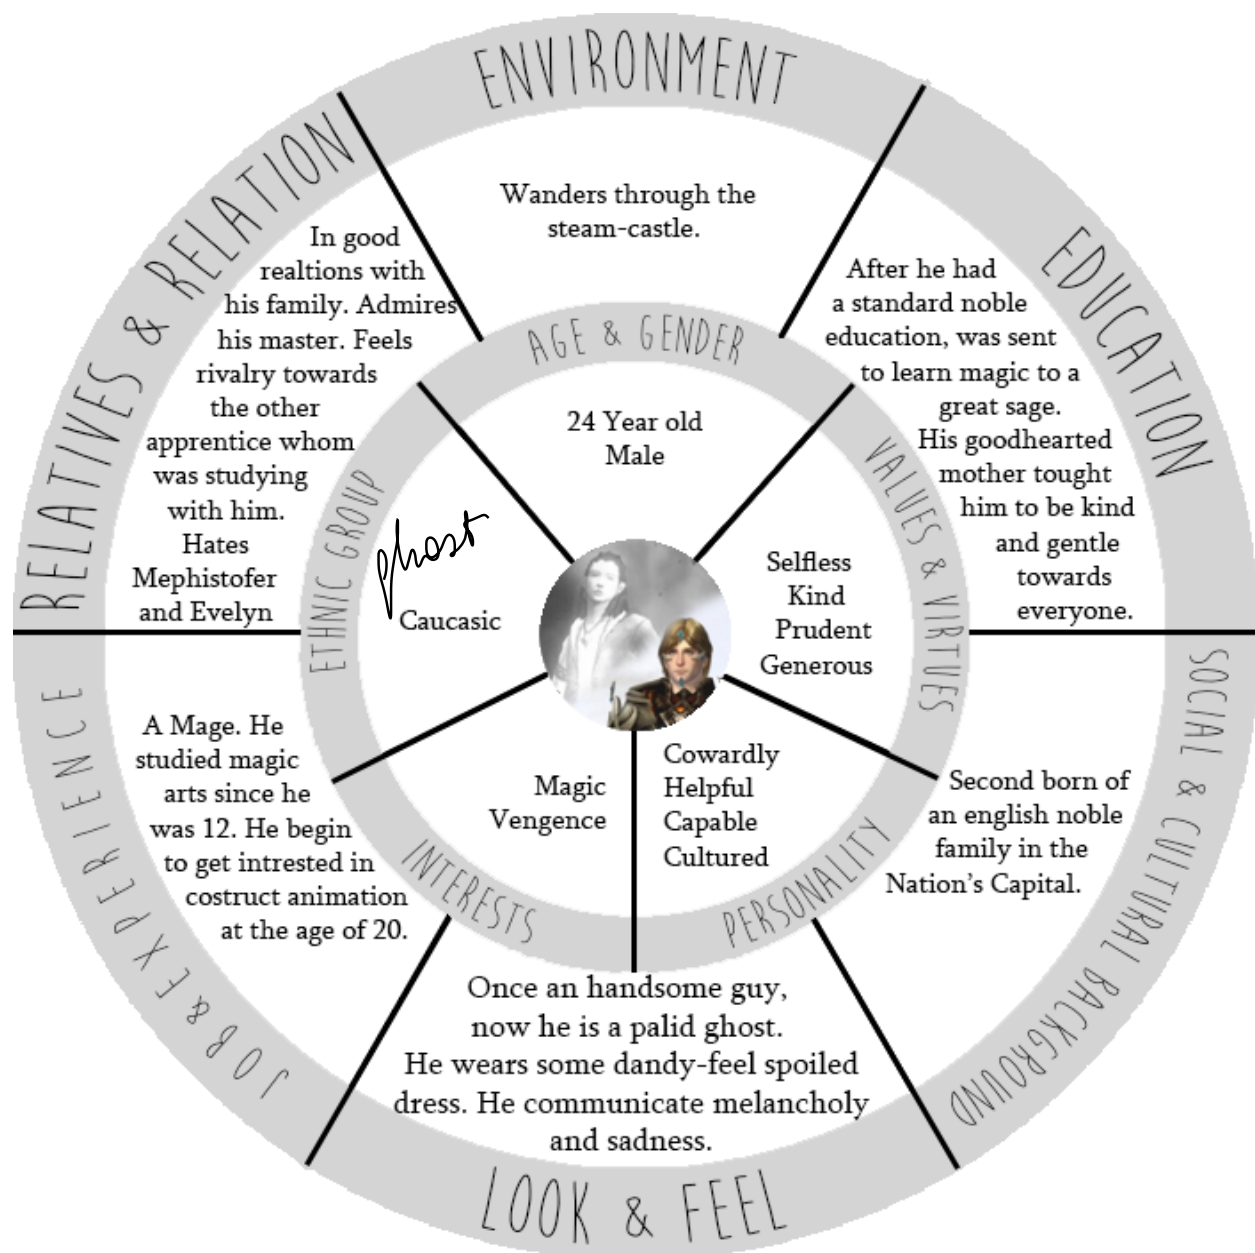 ENVIRONMENT
Wanders through the
steam-castle.
EDUCATION
After he had
a standard noble
education, was sent
to learn magic to a
great sage.
His goodhearted
mother tought
him to be kind
and gentle
towards
everyone.
SOCIAL & CULTURAL BACKGROUND
Second born of
an english noble
family in the
Nation's Capital.
LOOK & FEEL
Once an handsome guy,
now he is a palid ghost.
He wears some dandy-feel spoiled
dress. He communicate melancholy
and sadness.
JOB & EXPERIENCE
A Mage. He
studied magic
arts since he
was 12. He begin
to get intrested in
costruct animation
at the age of 20.
RELATIVES & RELATION
In good
realtions with
his family. Admires
his master. Feels
rivalry towards
the other
apprentice whom
was studying
with him.
Hates
Mephistofer
and Evelyn
AGE & GENDER
24 Year old
Male
VALUES & VIRTUES
Selfless
Kind
Prudent
Generous
PERSONALITY
Cowardly
Helpful
Capable
Cultured
INTERESTS
Magic
Vengence
ETHNIC GROUP
ghost
Caucasic